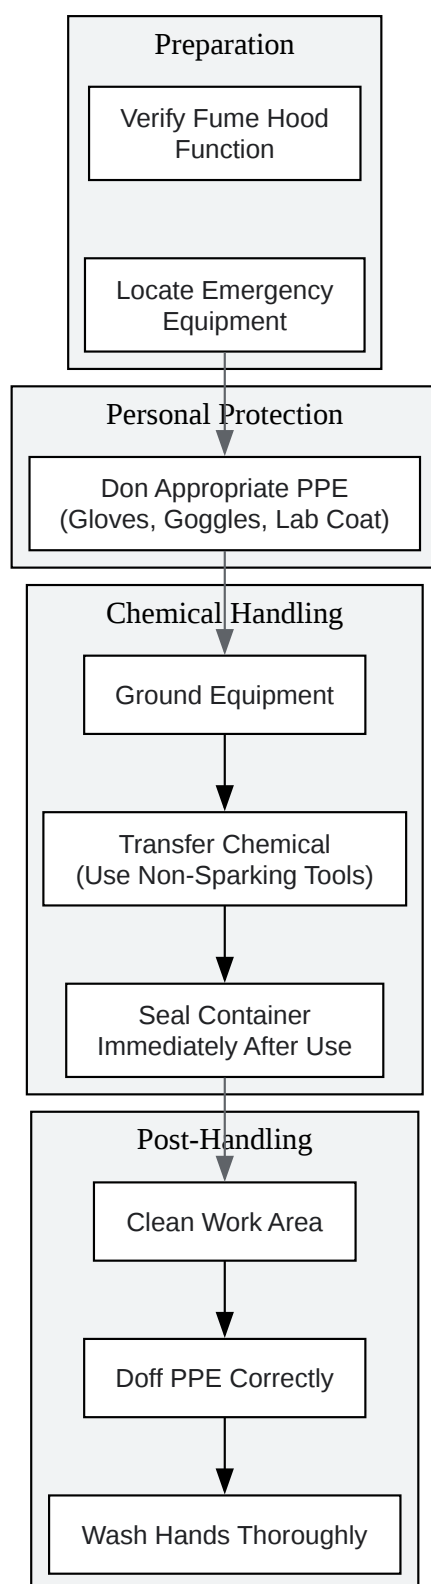 Preparation
Verify Fume Hood
Function
Locate Emergency
Equipment
Personal Protection
Don Appropriate PPE
(Gloves, Goggles, Lab Coat)
Chemical Handling
Ground Equipment
Transfer Chemical
(Use Non-Sparking Tools)
Seal Container
Immediately After Use
Post-Handling
Clean Work Area
Doff PPE Correctly
Wash Hands Thoroughly